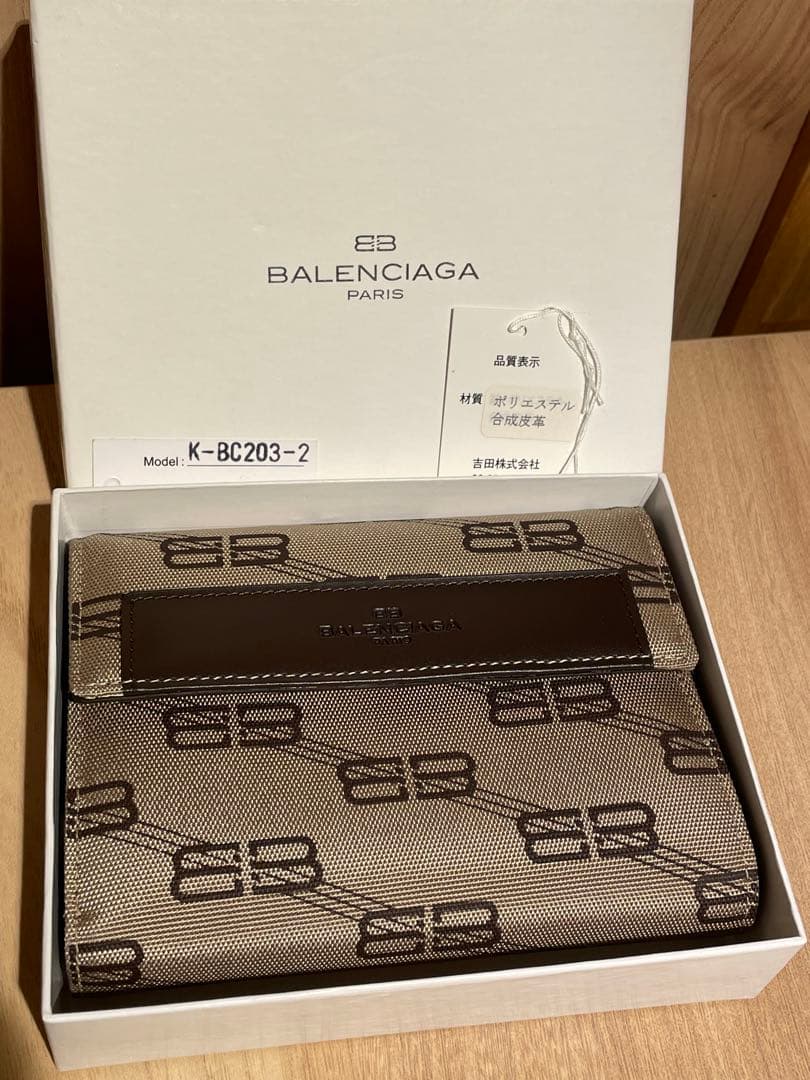 BB
BALENCIAGA
PARIS
品質表示
材質
ポリエステル
合成皮革
吉田株式会社
Model : K-BC203-2
BB
BALENCIAGA
PARIS